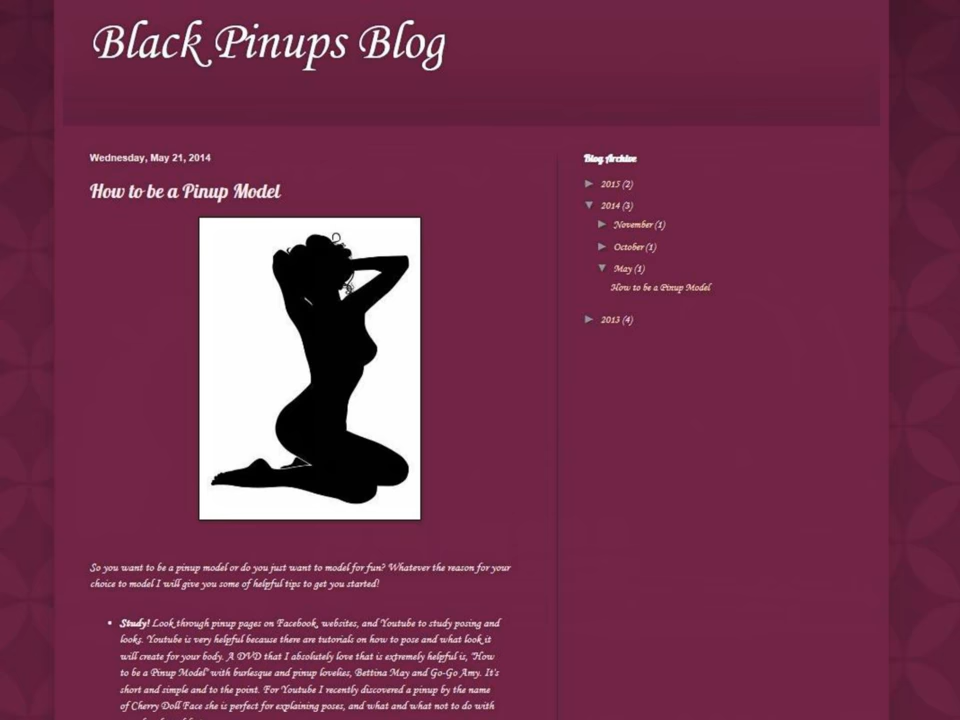 Black Pinups Blog
Wednesday, May 21, 2014
How to be a Pinup Model
So you want to be a pinup model or do you just want to model for fun? Whatever the reason for your
choice to model I will give you some of helpful tips to get you started!
• Study! Look through pinup pages on Facebook, websites, and Youtube to study posing and
looks. Youtube is very helpful because there are tutorials on how to pose and what look it
will create for your body. A DVD that I absolutely love that is extremely helpful is, "How
to be a Pinup Model" with burlesque and pinup lovelies, Bettina May and Go-Go Amy. It's
short and simple and to the point. For Youtube I recently discovered a pinup by the name
of Cherry Doll Face she is perfect for explaining poses, and what and what not to do with
Blog Archive
► 2015 (2)
▼ 2014 (3)
► November (1)
► October (1)
▼ May (1)
How to be a Pinup Model
► 2013 (4)